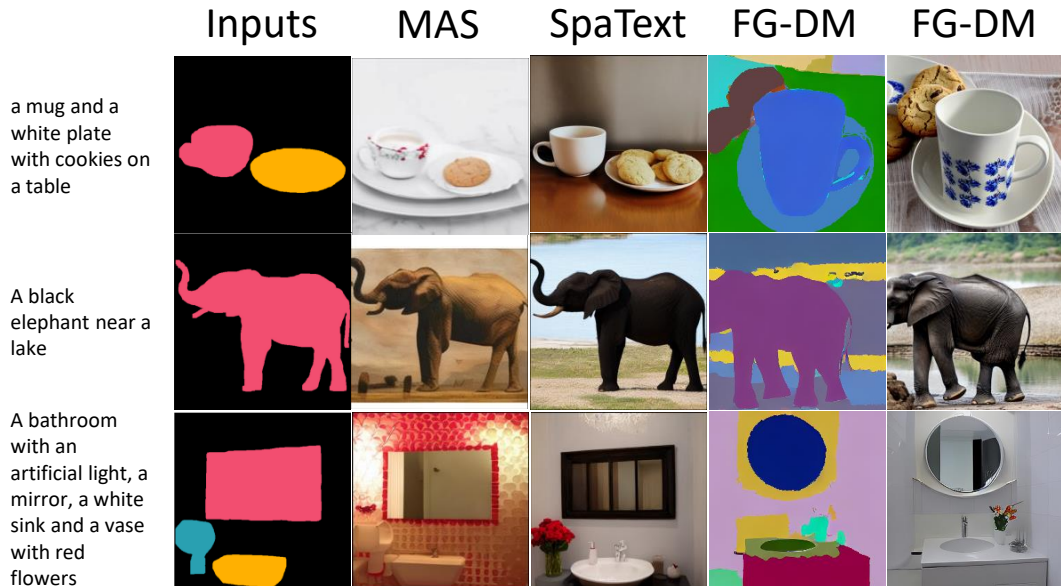 Inputs MAS SpaText FG-DM FG-DM
a mug and a
white plate
with cookies on
a table
A black
elephant near a
lake
A bathroom
with an
artificial light, a
mirror, a white
sink and a vase
with red
flowers